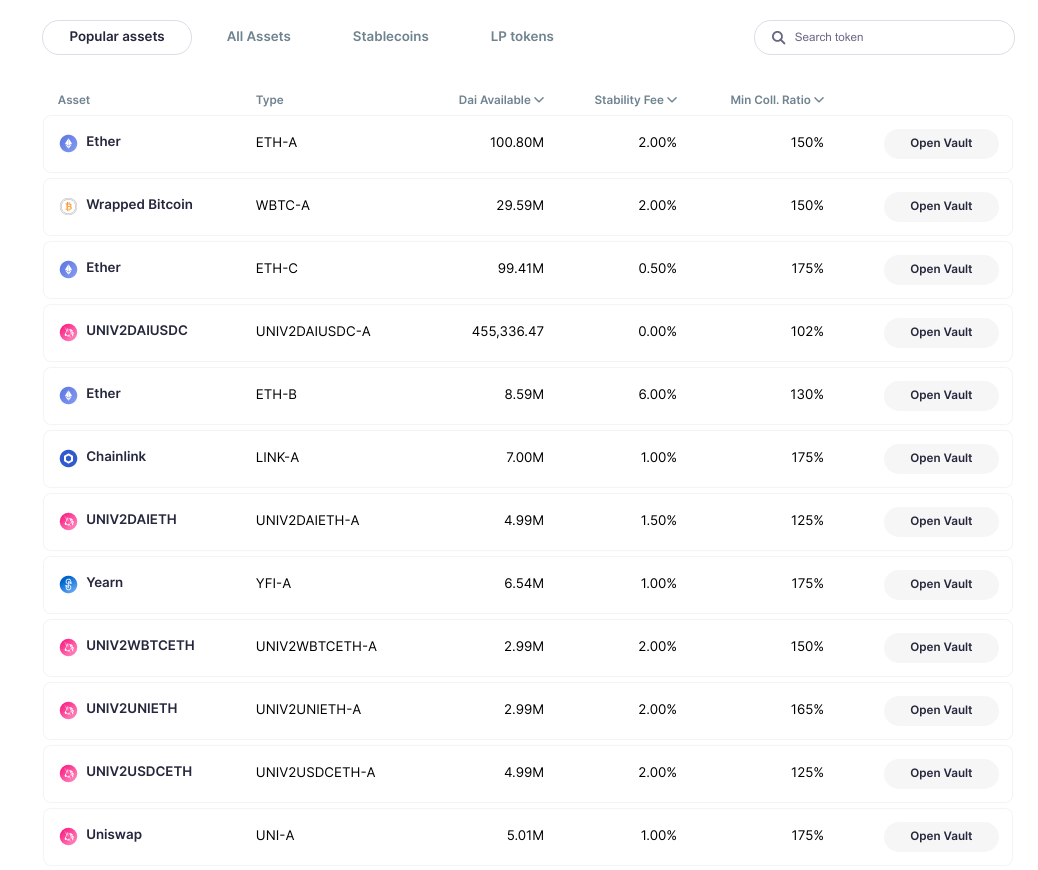 Popular assets All Assets Stablecoins LP tokens Search token
Asset Type Dai Available Stability Fee Min Coll. Ratio
Ether ETH-A 100.80M 2.00% 150% Open Vault
Wrapped Bitcoin WBTC-A 29.59M 2.00% 150% Open Vault
Ether ETH-C 99.41M 0.50% 175% Open Vault
UNIV2DAIUSDC UNIV2DAIUSDC-A 455,336.47 0.00% 102% Open Vault
Ether ETH-B 8.59M 6.00% 130% Open Vault
Chainlink LINK-A 7.00M 1.00% 175% Open Vault
UNIV2DAIETH UNIV2DAIETH-A 4.99M 1.50% 125% Open Vault
Yearn YFI-A 6.54M 1.00% 175% Open Vault
UNIV2WBTCETH UNIV2WBTCETH-A 2.99M 2.00% 150% Open Vault
UNIV2UNIETH UNIV2UNIETH-A 2.99M 2.00% 165% Open Vault
UNIV2USDCETH UNIV2USDCETH-A 4.99M 2.00% 125% Open Vault
Uniswap UNI-A 5.01M 1.00% 175% Open Vault